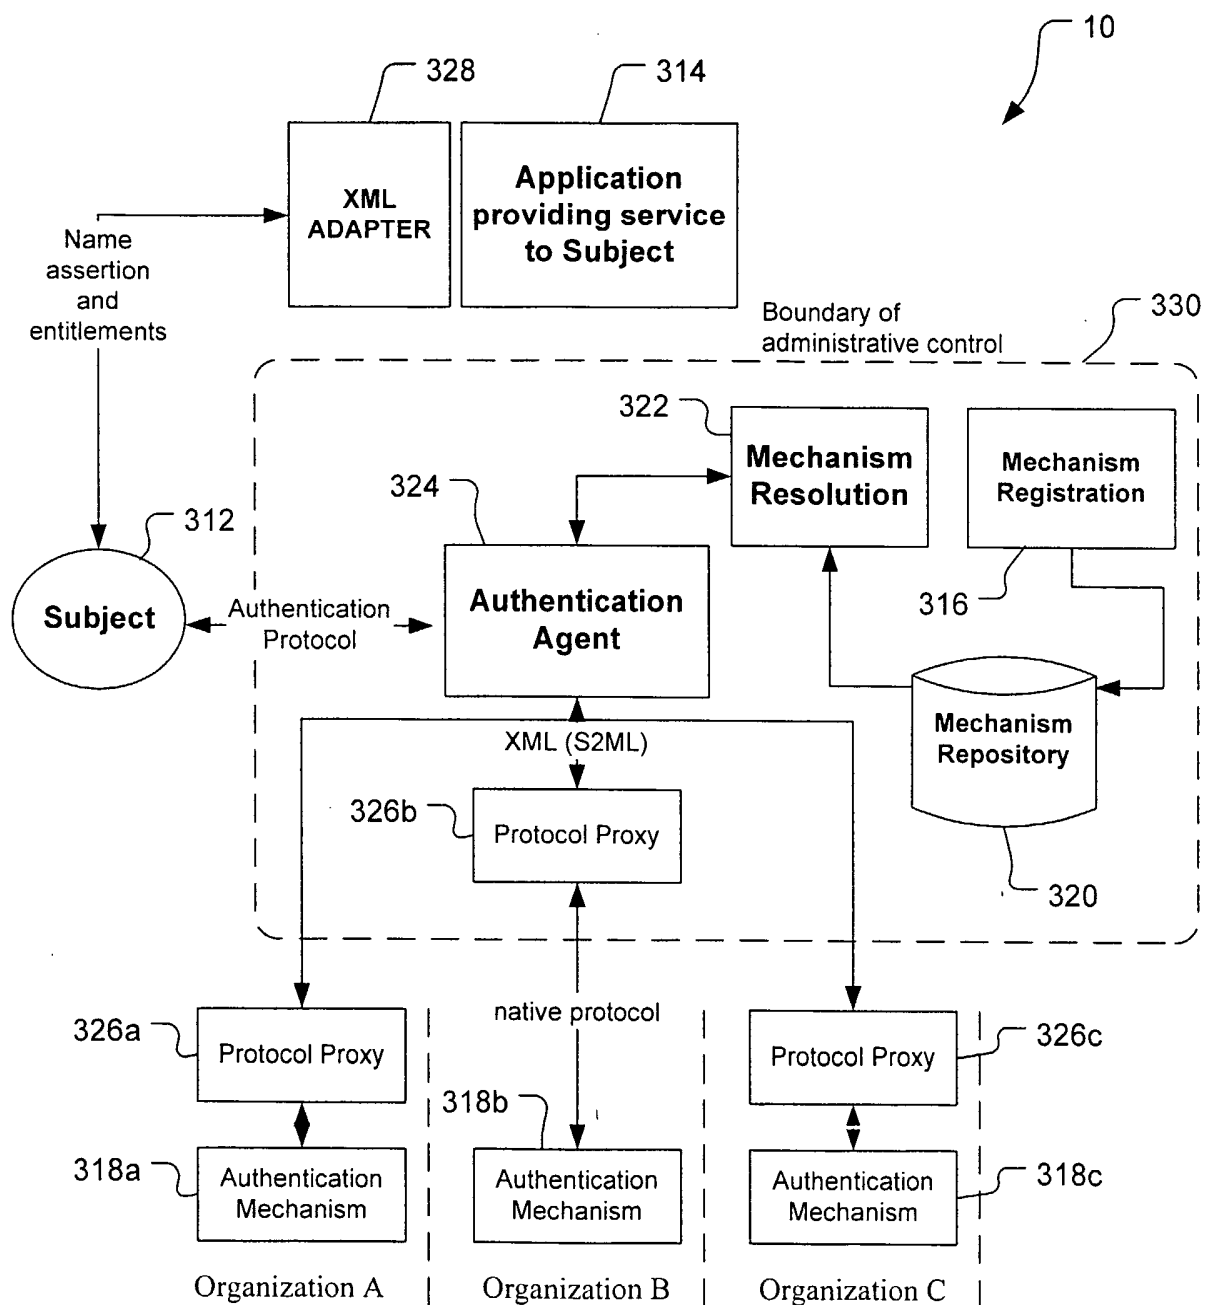 10
328
314
XML
ADAPTER
Application
providing service
to Subject
Name
assertion
and
entitlements
Boundary of
administrative control
330
322
Mechanism
Resolution
Mechanism
Registration
324
312
316
Subject
Authentication
Protocol
Authentication
Agent
Mechanism
Repository
XML (S2ML)
326b
Protocol Proxy
320
native protocol
326a
Protocol Proxy
Protocol Proxy
326c
318b
318a
Authentication
Mechanism
Authentication
Mechanism
Authentication
Mechanism
318c
Organization A
Organization B
Organization C